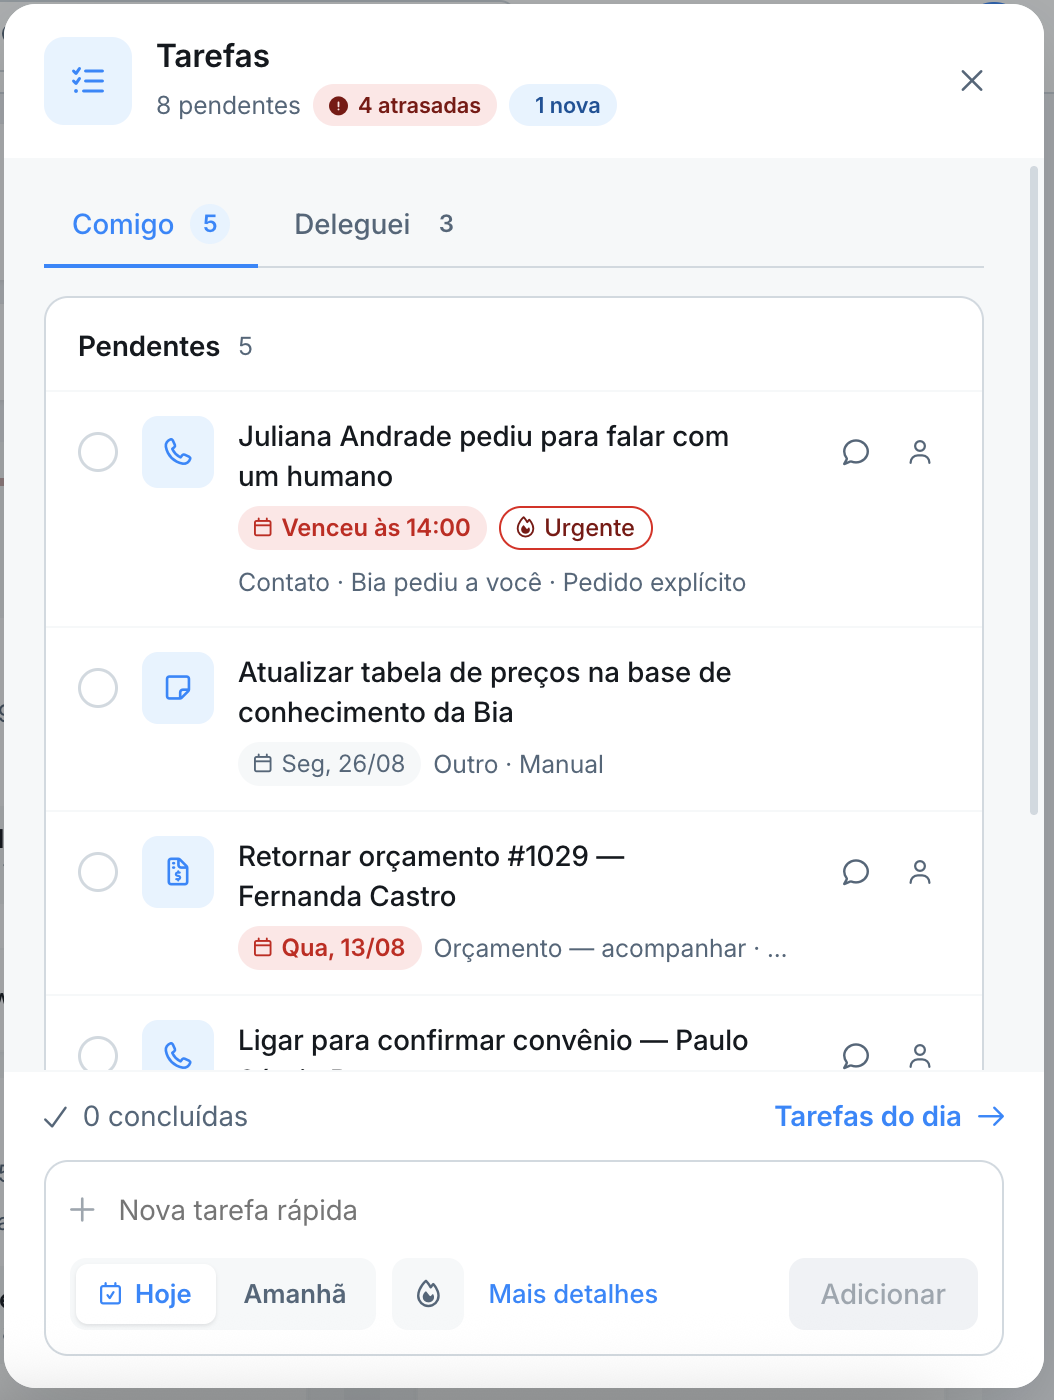 Tarefas
8 pendentes 4 atrasadas 1 nova
Comigo 5 Deleguei 3
Pendentes 5
Juliana Andrade pediu para falar com
um humano
Venceu às 14:00 Urgente
Contato · Bia pediu a você · Pedido explícito
Atualizar tabela de preços na base de
conhecimento da Bia
Seg, 26/08 Outro · Manual
Retornar orçamento #1029 —
Fernanda Castro
Qua, 13/08 Orçamento — acompanhar · ...
Ligar para confirmar convênio — Paulo
0 concluídas Tarefas do dia
Nova tarefa rápida
Hoje Amanhã Mais detalhes Adicionar